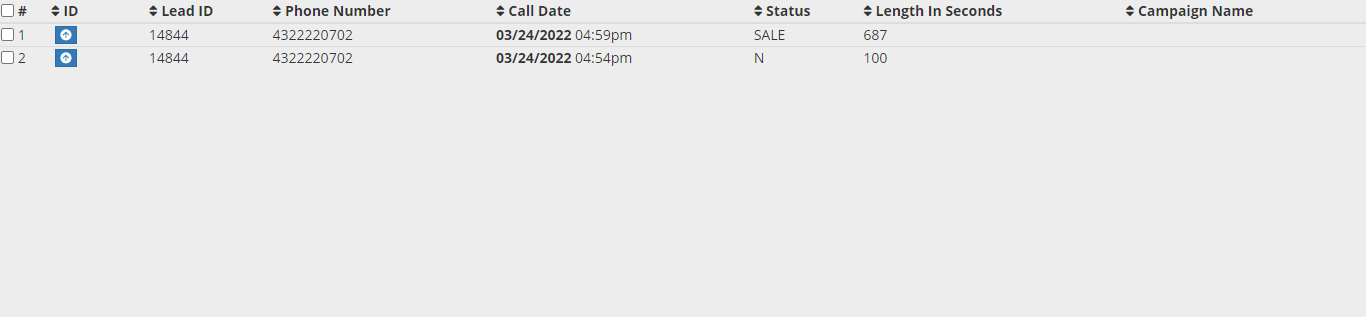 # ID Lead ID Phone Number Call Date Status Length In Seconds Campaign Name
1 14844 4322220702 03/24/2022 04:59pm SALE 687
2 14844 4322220702 03/24/2022 04:54pm N 100